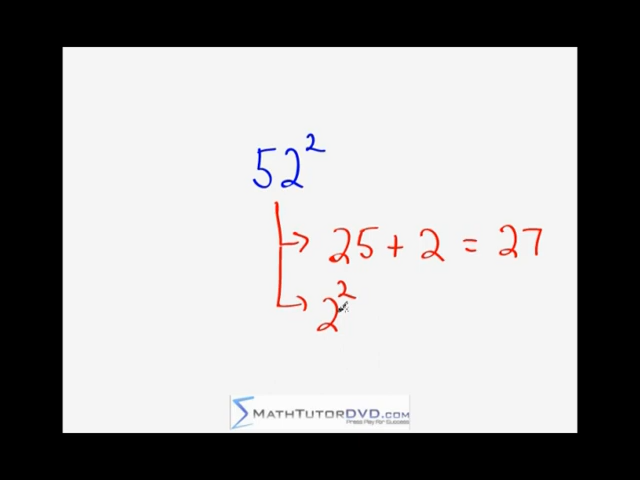 52²
25 + 2 = 27
2²
MATHTUTORDVD.COM
Press Play For Success